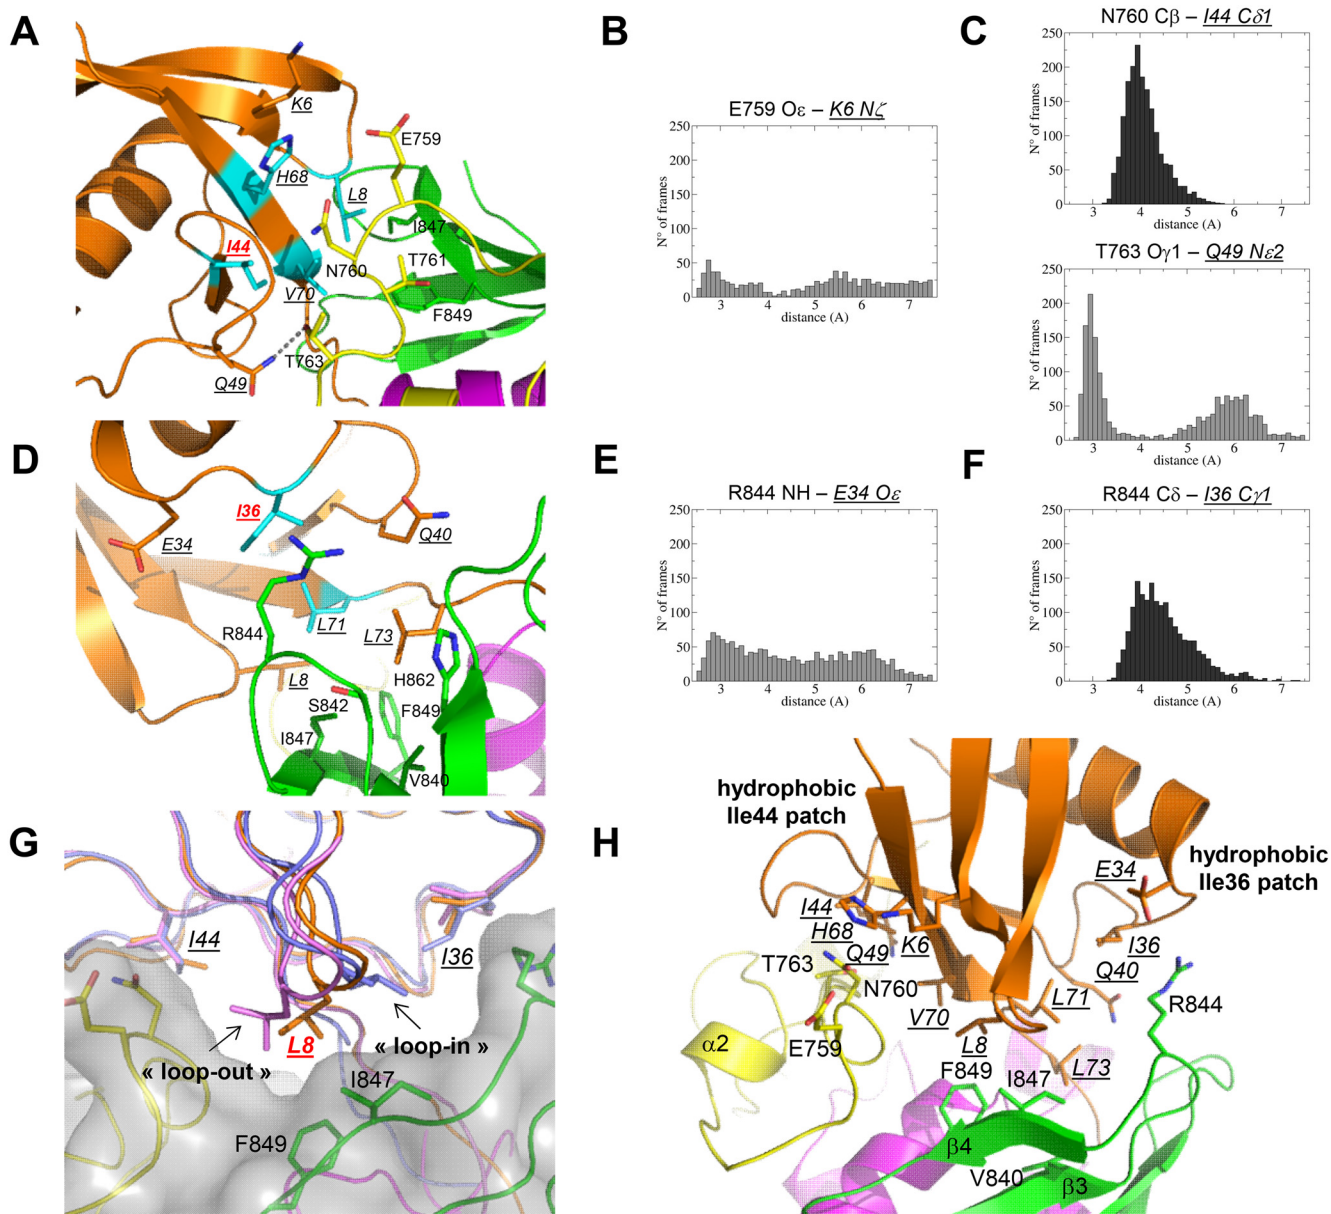 A
K6
E759
H68
L8
I847
I44
N760
T761
V70
F849
T763
Q49
B
E759 Oε – K6 Nζ
250
200
150
100
50
0
N° of frames
3 4 5 6 7
distance (A)
C
N760 Cβ – I44 Cδ1
250
200
150
100
50
0
N° of frames
3 4 5 6 7
distance (A)
T763 Oγ1 – Q49 Nε2
250
200
150
100
50
0
N° of frames
3 4 5 6 7
distance (A)
D
I36
Q40
E34
R844
L71
L73
L8
H862
S842
F849
I847
V840
E
R844 NH – E34 Oε
250
200
150
100
50
0
N° of frames
3 4 5 6 7
distance (A)
F
R844 Cδ – I36 Cγ1
250
200
150
100
50
0
N° of frames
3 4 5 6 7
distance (A)
G
I44
I36
L8
« loop-in »
« loop-out »
I847
F849
H
hydrophobic
Ile44 patch
hydrophobic
Ile36 patch
E34
I44
H68
Q49
K6
I36
Q40
T763
N760
L71
R844
V70
α2
E759
L8
F849
I847
L73
β4
V840
β3